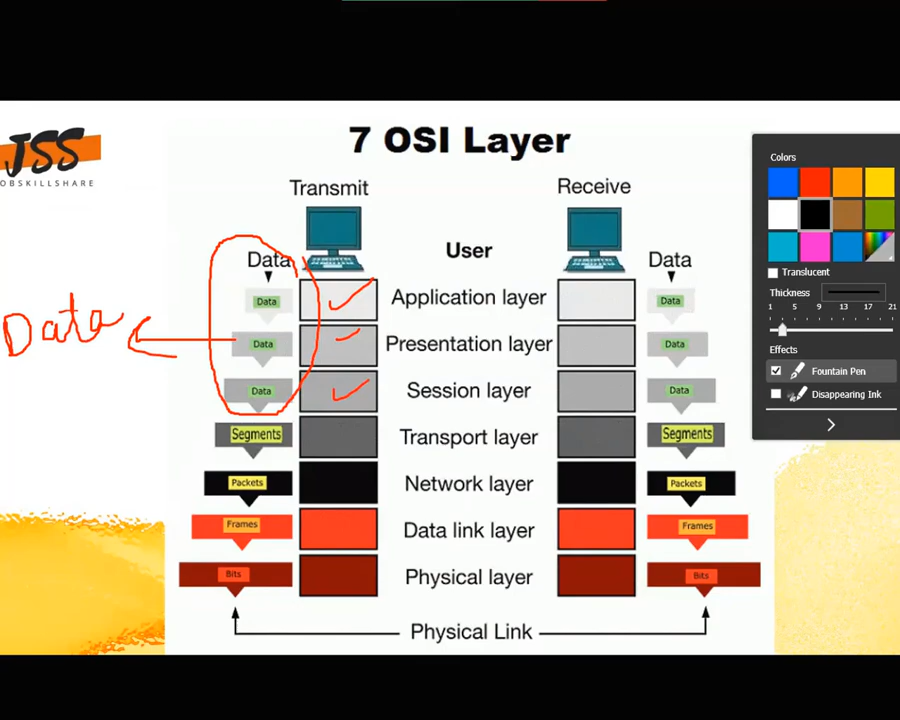 7 OSI Layer
JSS
OBSKILLSHARE
Transmit
Receive
Colors
User
Data
Data
Translucent
Thickness
1 5 9 13 17 21
Effects
Fountain Pen
Disappearing Ink
Data
Data Application layer Data
Data Presentation layer Data
Data Session layer Data
Segments Transport layer Segments
Packets Network layer Packets
Frames Data link layer Frames
Bits Physical layer Bits
Physical Link